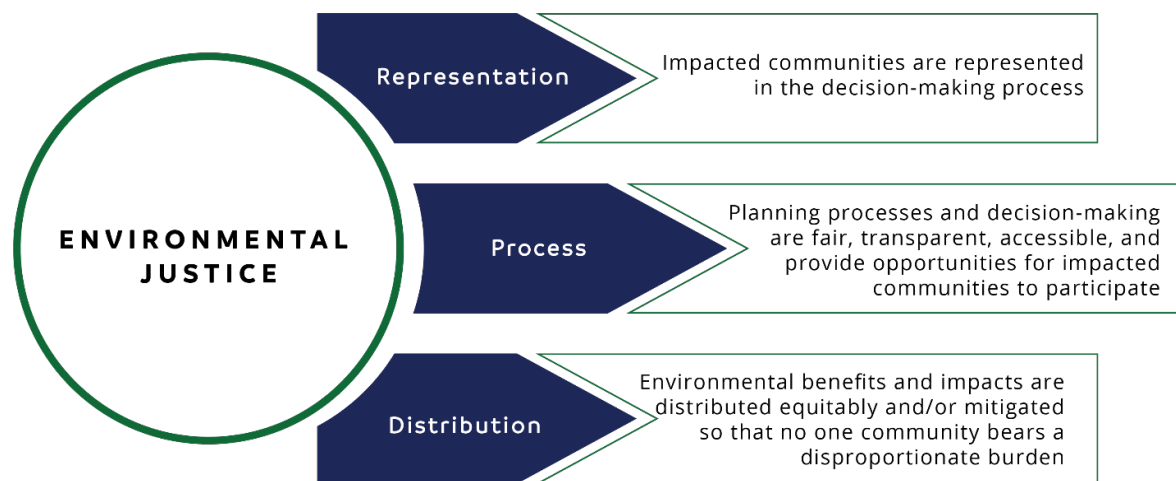 ENVIRONMENTAL
JUSTICE
Representation
Impacted communities are represented
in the decision-making process
Process
Planning processes and decision-making
are fair, transparent, accessible, and
provide opportunities for impacted
communities to participate
Distribution
Environmental benefits and impacts are
distributed equitably and/or mitigated
so that no one community bears a
disproportionate burden